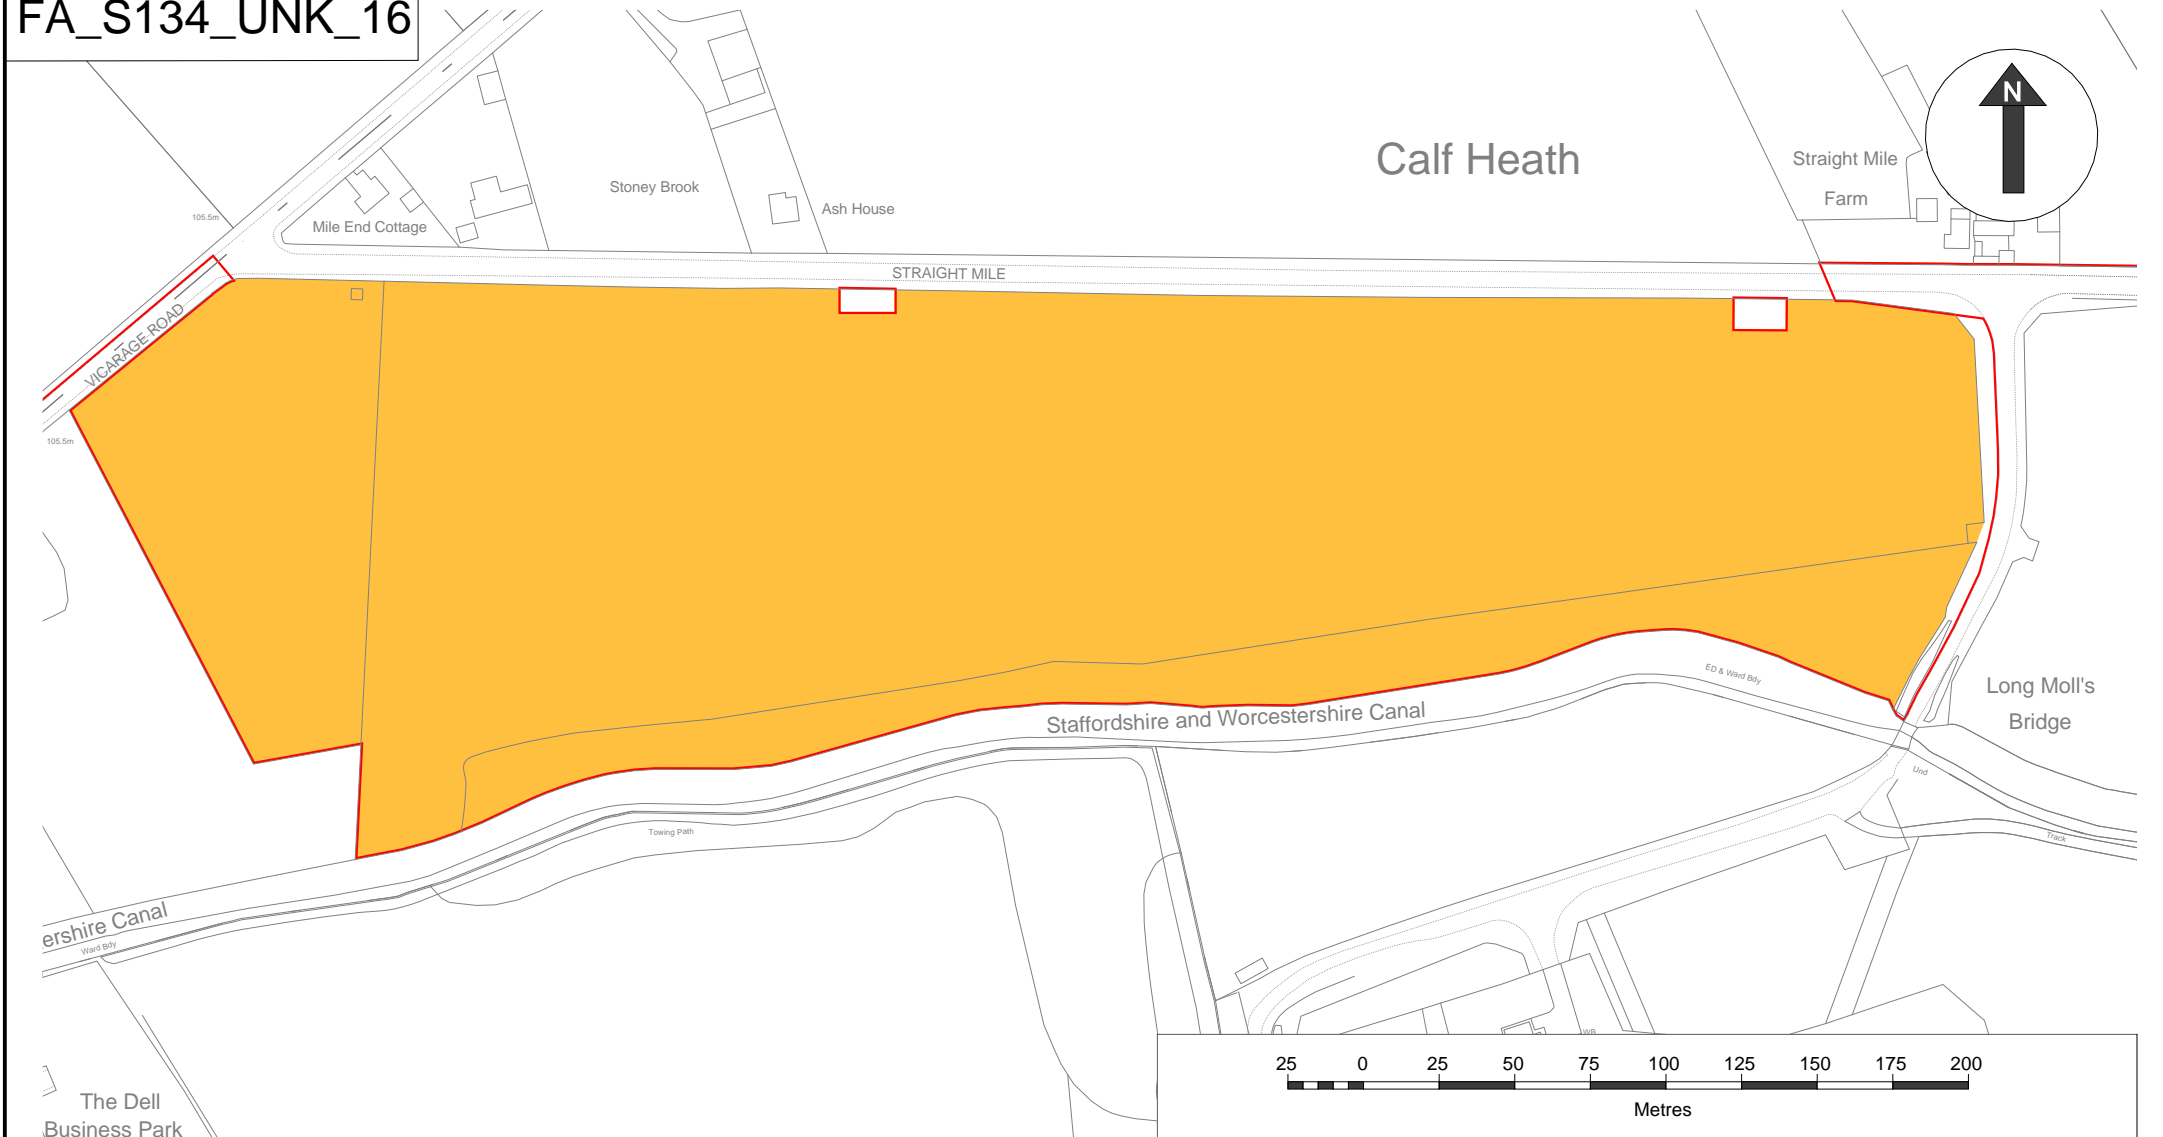 FA_S134_UNK_16
Calf Heath
Straight Mile
Farm
N
Stoney Brook
Ash House
Mile End Cottage
105.5m
STRAIGHT MILE
VICARAGE ROAD
105.5m
ED & Ward Bdy
Long Moll's
Bridge
Staffordshire and Worcestershire Canal
Und
Towing Path
Track
ershire Canal
Ward Bdy
WB
The Dell
Business Park
25 0 25 50 75 100 125 150 175 200
Metres